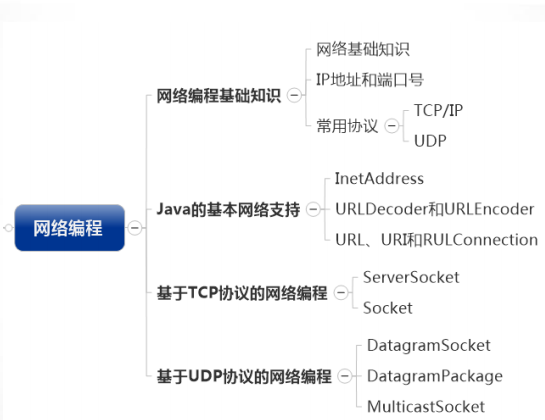 网络编程
网络编程基础知识
网络基础知识
IP地址和端口号
常用协议
TCP/IP
UDP
Java的基本网络支持
InetAddress
URLDecoder和URLEncoder
URL、URI和RULConnection
基于TCP协议的网络编程
ServerSocket
Socket
基于UDP协议的网络编程
DatagramSocket
DatagramPackage
MulticastSocket